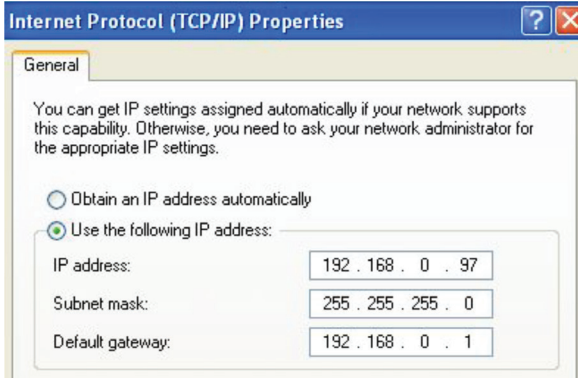 Internet Protocol (TCP/IP) Properties
General
You can get IP settings assigned automatically if your network supports
this capability. Otherwise, you need to ask your network administrator for
the appropriate IP settings.
Obtain an IP address automatically
Use the following IP address:
IP address: 192 . 168 . 0 . 97
Subnet mask: 255 . 255 . 255 . 0
Default gateway: 192 . 168 . 0 . 1